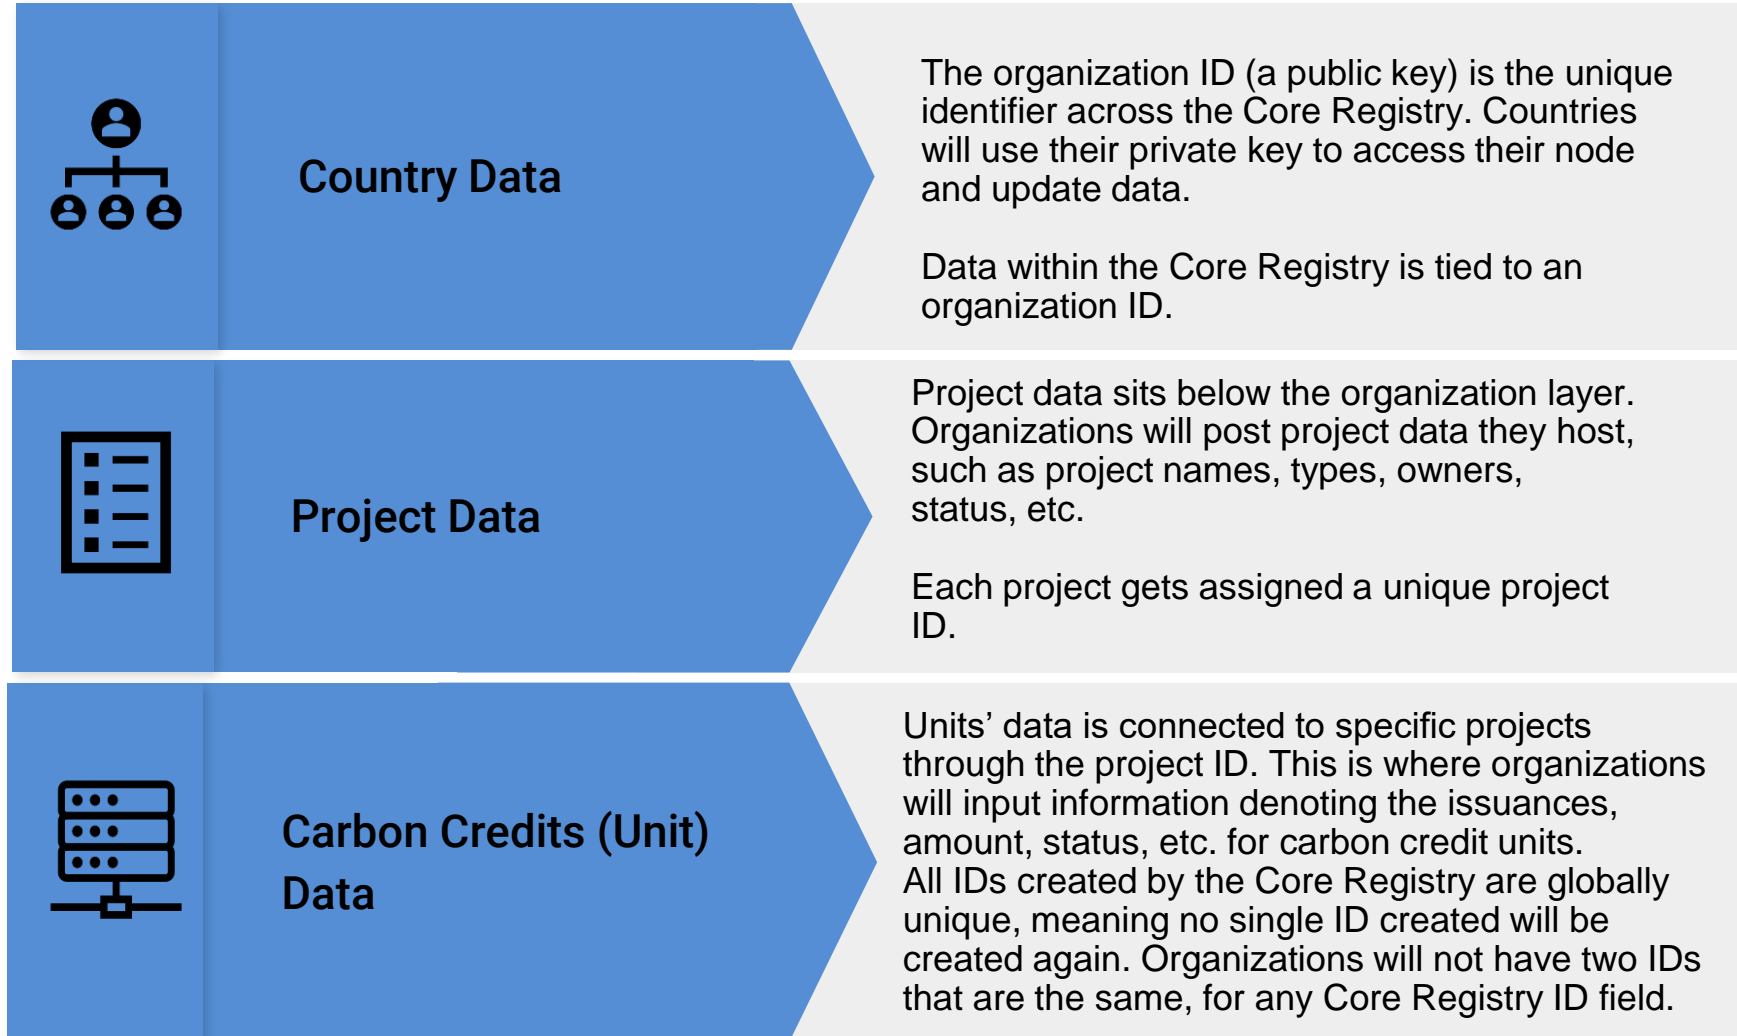 Country Data
The organization ID (a public key) is the unique
identifier across the Core Registry. Countries
will use their private key to access their node
and update data.
Data within the Core Registry is tied to an
organization ID.
Project Data
Project data sits below the organization layer.
Organizations will post project data they host,
such as project names, types, owners,
status, etc.
Each project gets assigned a unique project
ID.
Carbon Credits (Unit)
Data
Units’ data is connected to specific projects
through the project ID. This is where organizations
will input information denoting the issuances,
amount, status, etc. for carbon credit units.
All IDs created by the Core Registry are globally
unique, meaning no single ID created will be
created again. Organizations will not have two IDs
that are the same, for any Core Registry ID field.